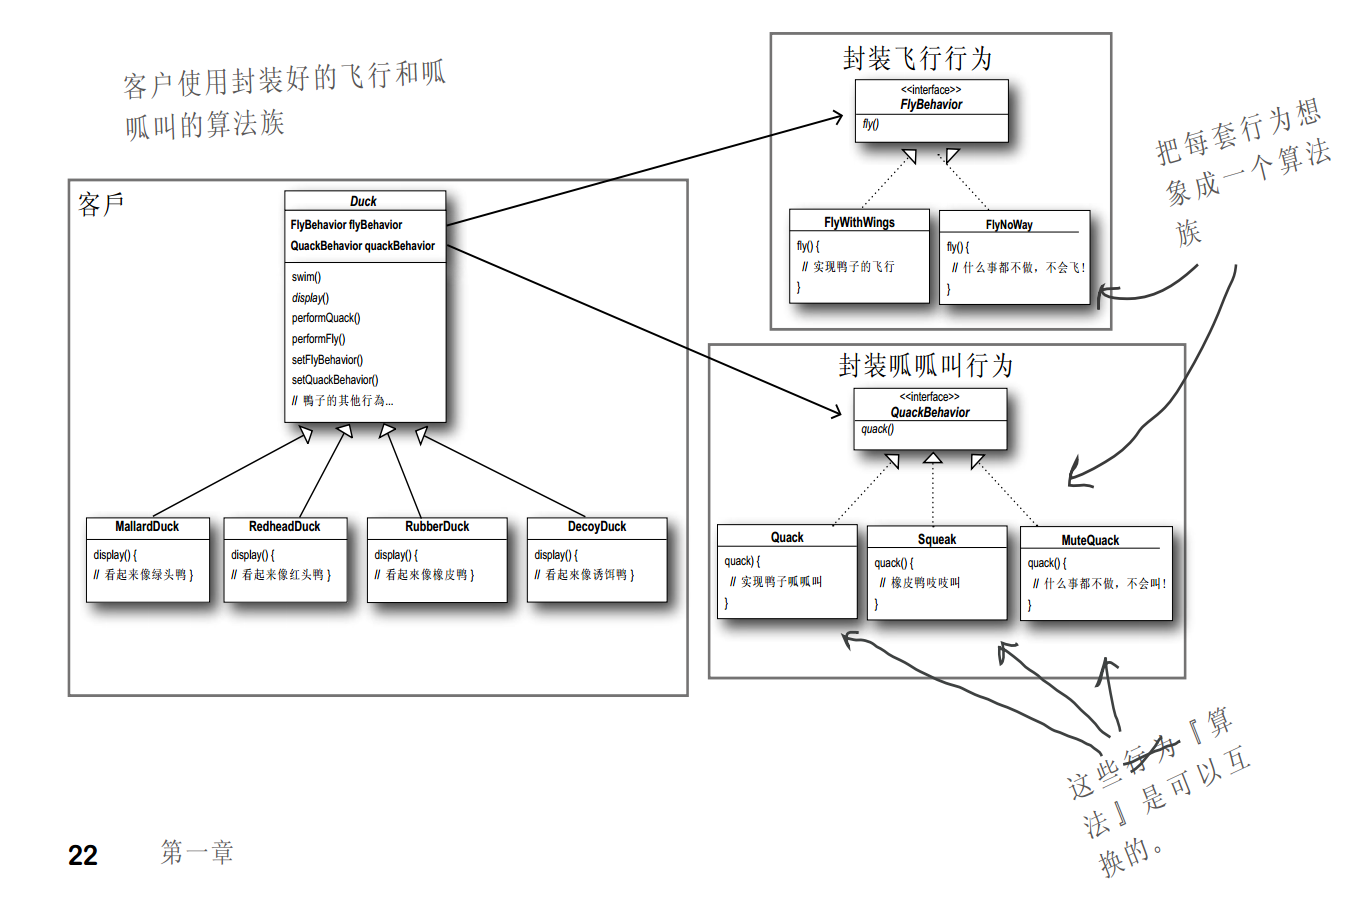 客户使用封装好的飞行和呱
呱叫的算法族
客戶
Duck
FlyBehavior flyBehavior
QuackBehavior quackBehavior
swim()
display()
performQuack()
performFly()
setFlyBehavior()
setQuackBehavior()
// 鸭子的其他行為...
MallardDuck
display() {
// 看起来像绿头鸭 }
RedheadDuck
display() {
// 看起来像红头鸭 }
RubberDuck
display() {
// 看起來像橡皮鸭 }
DecoyDuck
display() {
// 看起來像诱饵鸭 }
封装飞行行为
<<interface>>
FlyBehavior
fly()
FlyWithWings
fly() {
// 实现鸭子的飞行
}
FlyNoWay
fly() {
// 什么事都不做，不会飞！
}
把每套行为想
象成一个算法
族
封装呱呱叫行为
<<interface>>
QuackBehavior
quack()
Quack
quack) {
// 实现鸭子呱呱叫
}
Squeak
quack() {
// 橡皮鸭吱吱叫
}
MuteQuack
quack() {
// 什么事都不做，不会叫！
}
这些行为『算
法』是可以互
换的。
22 第一章